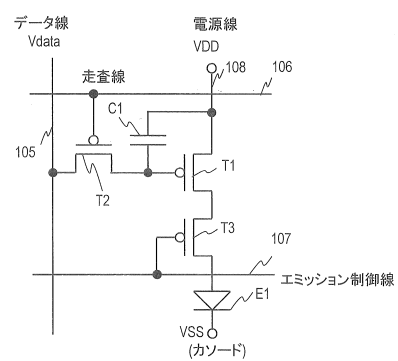 データ線
Vdata
電源線
VDD
108
106
走査線
C1
105
T1
T2
T3
107
エミッション制御線
E1
VSS
(カソード)